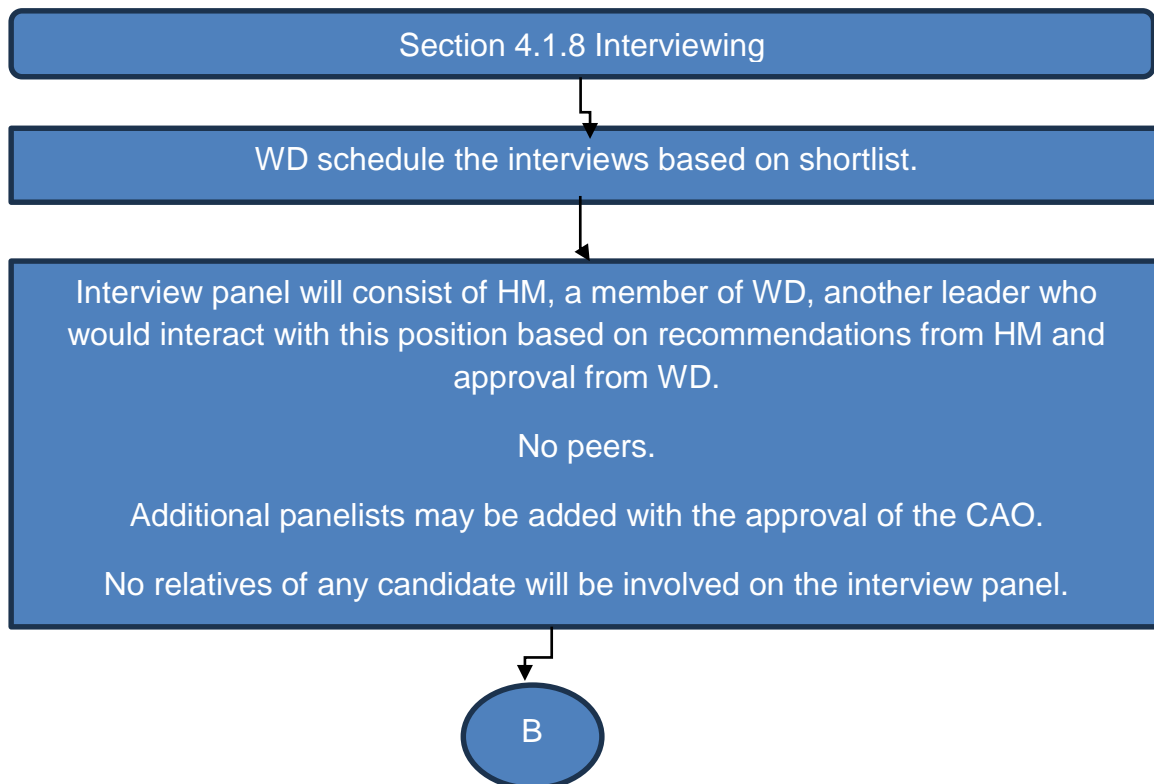 Section 4.1.8 Interviewing
WD schedule the interviews based on shortlist.
Interview panel will consist of HM, a member of WD, another leader who
would interact with this position based on recommendations from HM and
approval from WD.
No peers.
Additional panelists may be added with the approval of the CAO.
No relatives of any candidate will be involved on the interview panel.
B